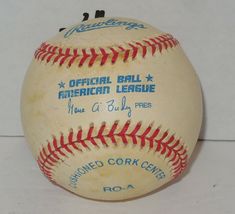 Rawlings
★ OFFICIAL BALL ★
AMERICAN LEAGUE
PRES
CUSHIONED CORK CENTER
RO-A